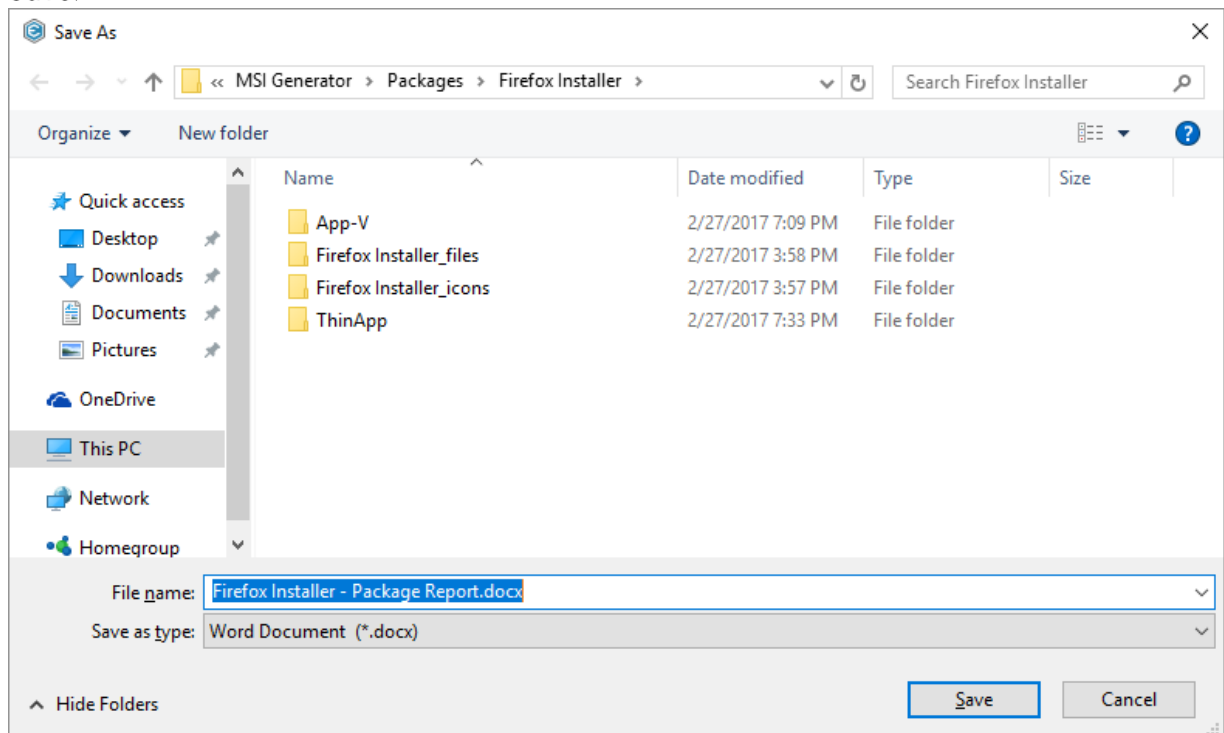 Save As
« MSI Generator > Packages > Firefox Installer >
Search Firefox Installer
Organize
New folder
Name Date modified Type Size
Quick access
Desktop
Downloads
Documents
Pictures
OneDrive
This PC
Network
Homegroup
App-V 2/27/2017 7:09 PM File folder
Firefox Installer_files 2/27/2017 3:58 PM File folder
Firefox Installer_icons 2/27/2017 3:57 PM File folder
ThinApp 2/27/2017 7:33 PM File folder
File name: Firefox Installer - Package Report.docx
Save as type: Word Document (*.docx)
Hide Folders
Save
Cancel